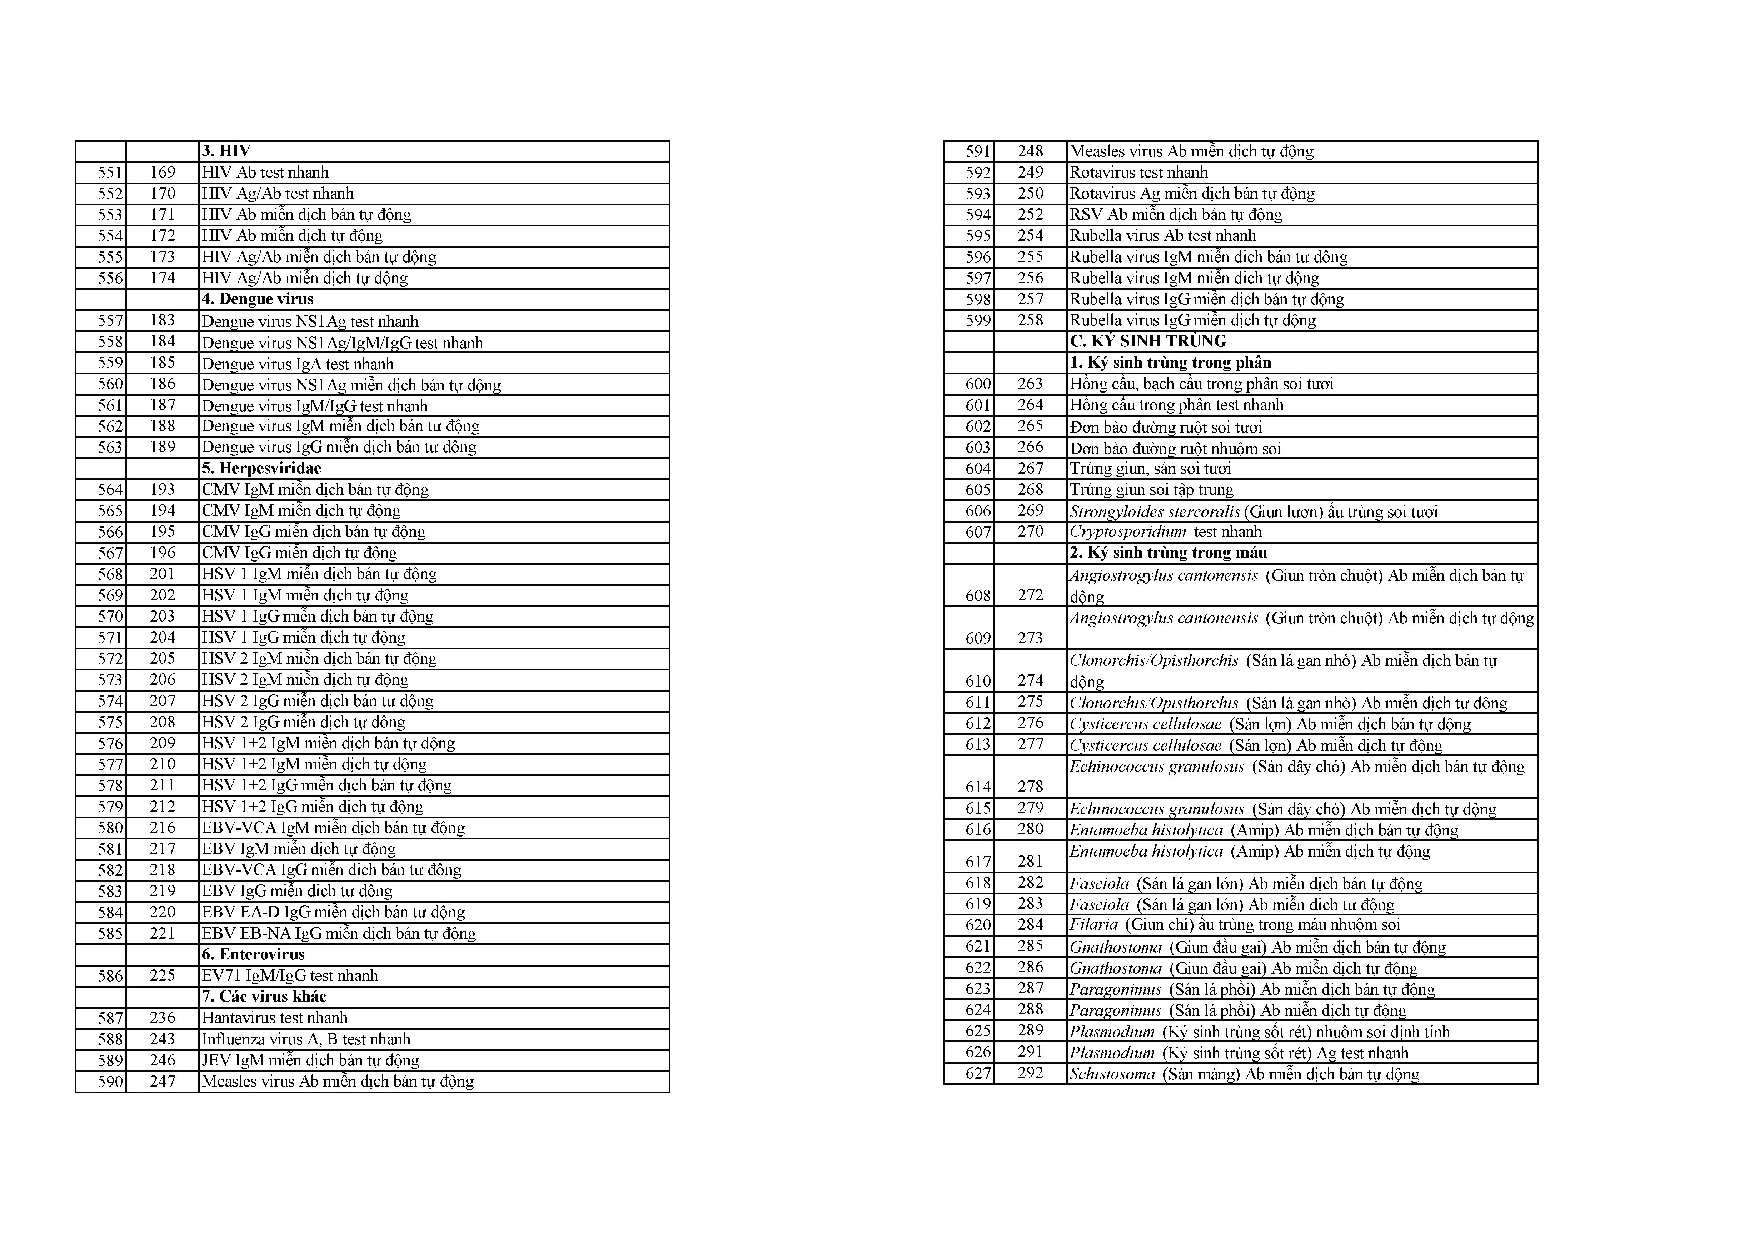 3. HIV
551 169 HIV Ab test nhanh
552 170 HIV Ag/Ab test nhanh
553 171 HIV Ab miễn dịch bán tự động
554 172 HIV Ab miễn dịch tự động
555 173 HIV Ag/Ab miễn dịch bán tự động
556 174 HIV Ag/Ab miễn dịch tự động
4. Dengue virus
557 183 Dengue virus NS1Ag test nhanh
558 184 Dengue virus NS1Ag/IgM/IgG test nhanh
559 185 Dengue virus IgA test nhanh
560 186 Dengue virus NS1Ag miễn dịch bán tự động
561 187 Dengue virus IgM/IgG test nhanh
562 188 Dengue virus IgM miễn dịch bán tự động
563 189 Dengue virus IgG miễn dịch bán tự động
5. Herpesviridae
564 193 CMV IgM miễn dịch bán tự động
565 194 CMV IgM miễn dịch tự động
566 195 CMV IgG miễn dịch bán tự động
567 196 CMV IgG miễn dịch tự động
568 201 HSV 1 IgM miễn dịch bán tự động
569 202 HSV 1 IgM miễn dịch tự động
570 203 HSV 1 IgG miễn dịch bán tự động
571 204 HSV 1 IgG miễn dịch tự động
572 205 HSV 2 IgM miễn dịch bán tự động
573 206 HSV 2 IgM miễn dịch tự động
574 207 HSV 2 IgG miễn dịch bán tự động
575 208 HSV 2 IgG miễn dịch tự động
576 209 HSV 1+2 IgM miễn dịch bán tự động
577 210 HSV 1+2 IgM miễn dịch tự động
578 211 HSV 1+2 IgG miễn dịch bán tự động
579 212 HSV 1+2 IgG miễn dịch tự động
580 216 EBV-VCA IgM miễn dịch bán tự động
581 217 EBV IgM miễn dịch tự động
582 218 EBV-VCA IgG miễn dịch bán tự động
583 219 EBV IgG miễn dịch tự động
584 220 EBV EA-D IgG miễn dịch bán tự động
585 221 EBV EB-NA IgG miễn dịch bán tự động
6. Enterovirus
586 225 EV71 IgM/IgG test nhanh
7. Các virus khác
587 236 Hantavirus test nhanh
588 243 Influenza virus A, B test nhanh
589 246 JEV IgM miễn dịch bán tự động
590 247 Measles virus Ab miễn dịch bán tự động
591 248 Measles virus Ab miễn dịch tự động
592 249 Rotavirus test nhanh
593 250 Rotavirus Ag miễn dịch bán tự động
594 252 RSV Ab miễn dịch bán tự động
595 254 Rubella virus Ab test nhanh
596 255 Rubella virus IgM miễn dịch bán tự động
597 256 Rubella virus IgM miễn dịch tự động
598 257 Rubella virus IgG miễn dịch bán tự động
599 258 Rubella virus IgG miễn dịch tự động
C. KÝ SINH TRÙNG
1. Ký sinh trùng trong phân
600 263 Hồng cầu, bạch cầu trong phân soi tươi
601 264 Hồng cầu trong phân test nhanh
602 265 Đơn bào đường ruột soi tươi
603 266 Đơn bào đường ruột nhuộm soi
604 267 Trứng giun, sán soi tươi
605 268 Trứng giun soi tập trung
606 269 Strongyloides stercoralis (Giun lươn) ấu trùng soi tươi
607 270 Cryptosporidium test nhanh
2. Ký sinh trùng trong máu
Angiostrogylus cantonensis (Giun tròn chuột) Ab miễn dịch bán tự
608 272 động
Angiostrogylus cantonensis (Giun tròn chuột) Ab miễn dịch tự động
609 273
Clonorchis/Opisthorchis (Sán lá gan nhỏ) Ab miễn dịch bán tự
610 274 động
611 275 Clonorchis/Opisthorchis (Sán lá gan nhỏ) Ab miễn dịch tự động
612 276 Cysticercus cellulosae (Sán lợn) Ab miễn dịch bán tự động
613 277 Cysticercus cellulosae (Sán lợn) Ab miễn dịch tự động
Echinococcus granulosus (Sán dây chó) Ab miễn dịch bán tự động
614 278
615 279 Echinococcus granulosus (Sán dây chó) Ab miễn dịch tự động
616 280 Entamoeba histolytica (Amip) Ab miễn dịch bán tự động
Entamoeba histolytica (Amip) Ab miễn dịch tự động
617 281
618 282 Fasciola (Sán lá gan lớn) Ab miễn dịch bán tự động
619 283 Fasciola (Sán lá gan lớn) Ab miễn dịch tự động
620 284 Filaria (Giun chỉ) ấu trùng trong máu nhuộm soi
621 285 Gnathostoma (Giun đầu gai) Ab miễn dịch bán tự động
622 286 Gnathostoma (Giun đầu gai) Ab miễn dịch tự động
623 287 Paragonimus (Sán lá phổi) Ab miễn dịch bán tự động
624 288 Paragonimus (Sán lá phổi) Ab miễn dịch tự động
625 289 Plasmodium (Ký sinh trùng sốt rét) nhuộm soi định tính
626 291 Plasmodium (Ký sinh trùng sốt rét) Ag test nhanh
627 292 Schistosoma (Sán máng) Ab miễn dịch bán tự động